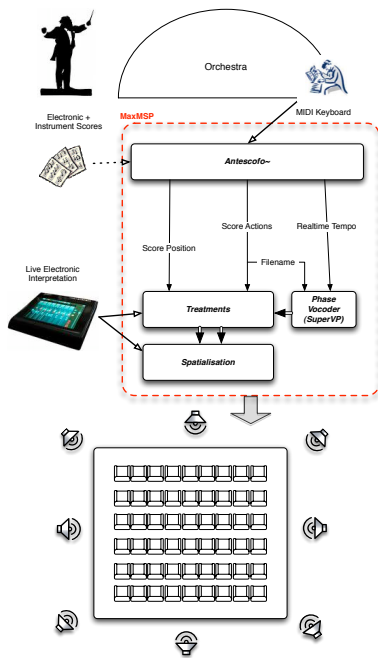 Orchestra
Electronic +
Instrument Scores
MaxMSP
MIDI Keyboard
Antescofo~
Score Position
Score Actions
Realtime Tempo
Filename
Live Electronic
Interpretation
Treatments
Phase
Vocoder
(SuperVP)
Spatialisation